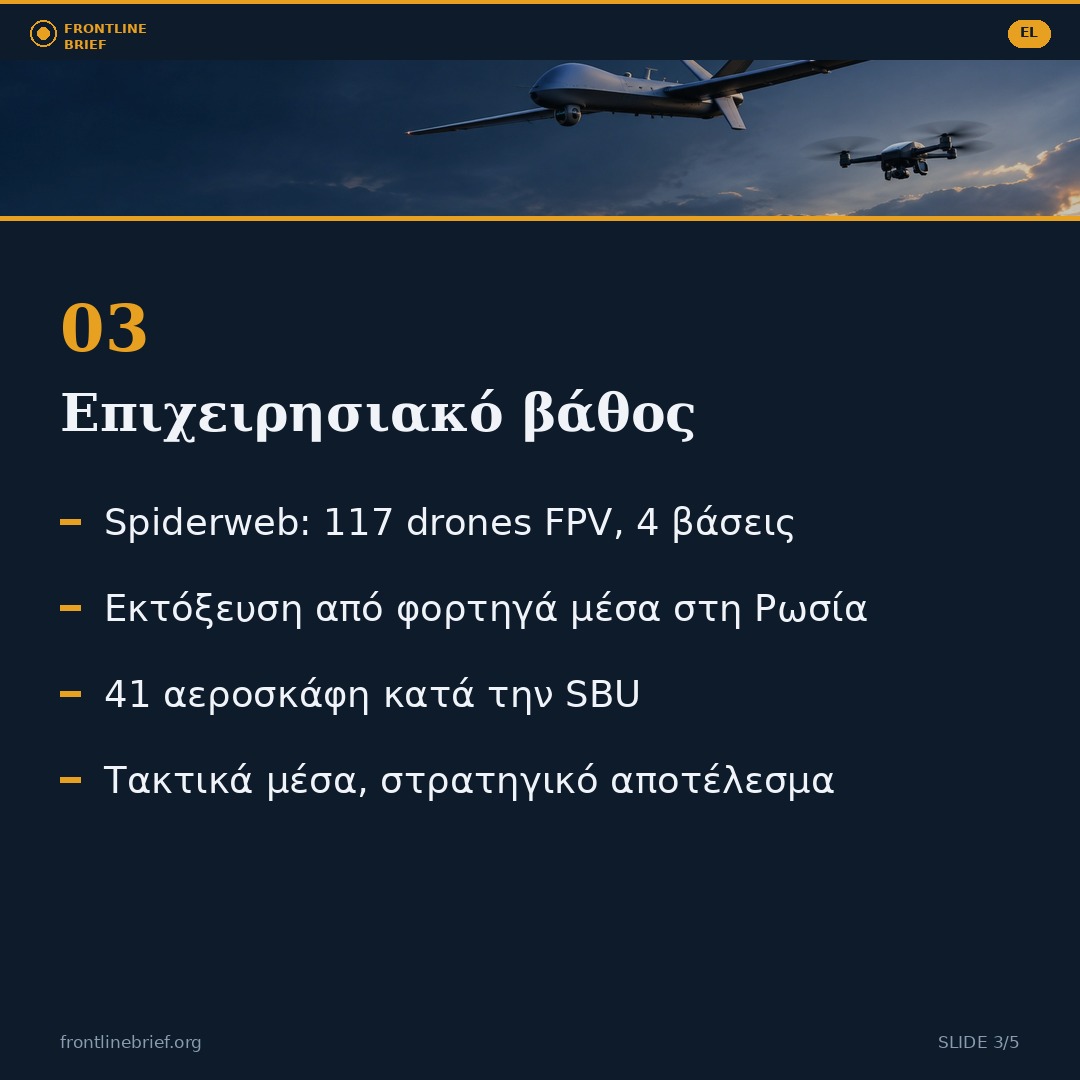 FRONTLINE
BRIEF
EL
03
Επιχειρησιακό βάθος
Spiderweb: 117 drones FPV, 4 βάσεις
Εκτόξευση από φορτηγά μέσα στη Ρωσία
41 αεροσκάφη κατά την SBU
Τακτικά μέσα, στρατηγικό αποτέλεσμα
frontlinebrief.org
SLIDE 3/5